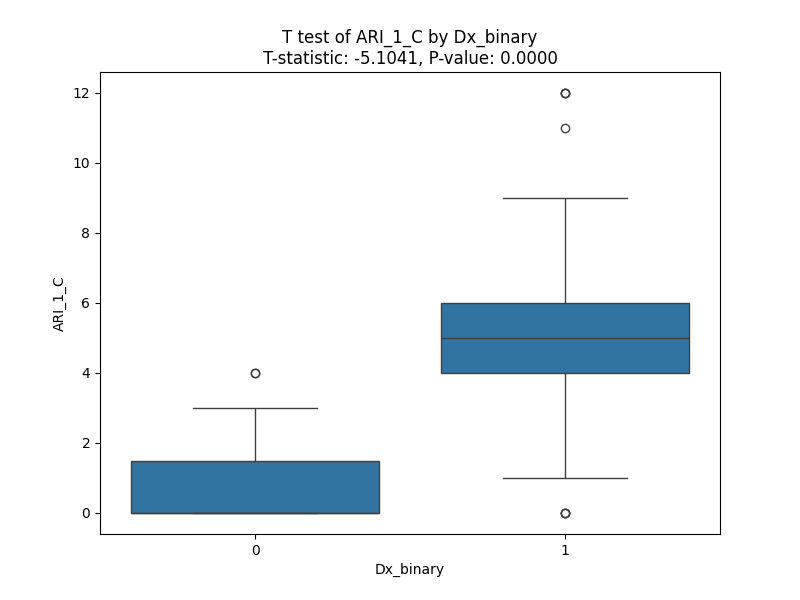 T test of ARI_1_C by Dx_binary
T-statistic: -5.1041, P-value: 0.0000
12
10
8
6
4
2
0
ARI_1_C
0 1
Dx_binary